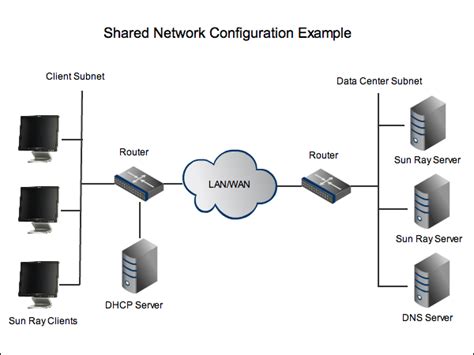 Shared Network Configuration Example
Client Subnet
Data Center Subnet
Router
Router
Sun Ray Server
LAN/WAN
Sun Ray Server
DHCP Server
Sun Ray Clients
DNS Server